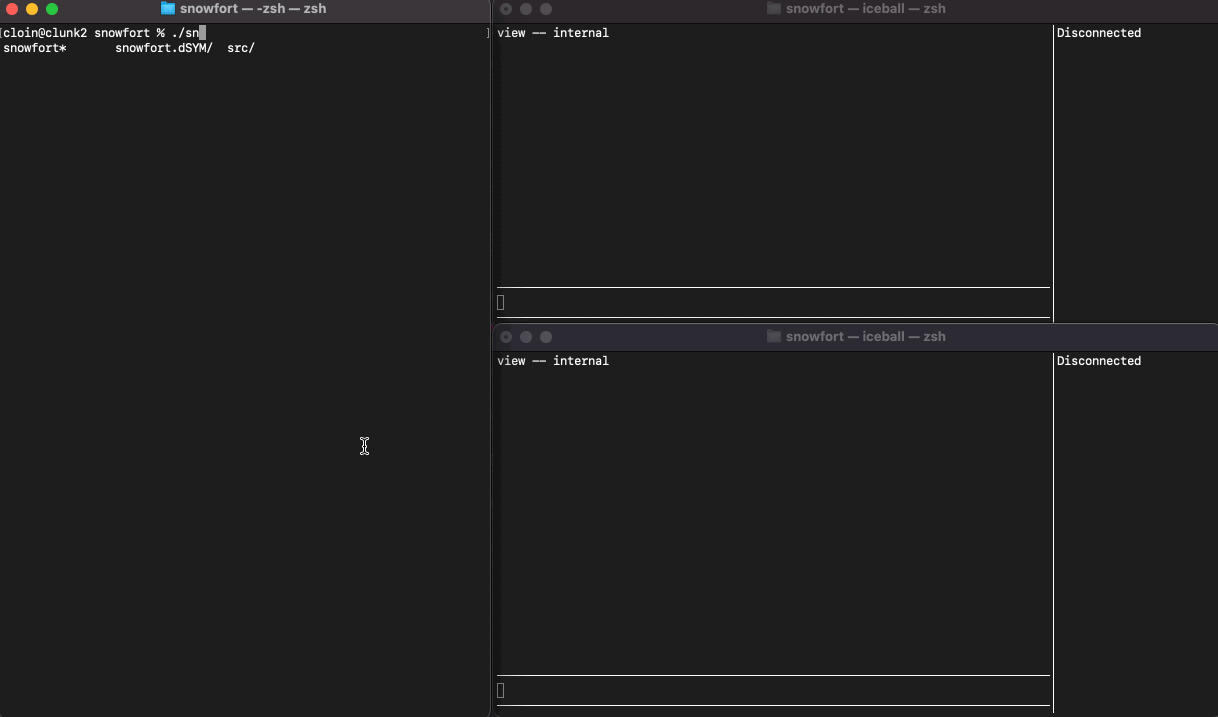 snowfort — -zsh — zsh
[cloin@clunk2 snowfort % ./sn ]
snowfort* snowfort.dSYM/ src/
snowfort — iceball — zsh
view —— internal
Disconnected
snowfort — iceball — zsh
view —— internal
Disconnected